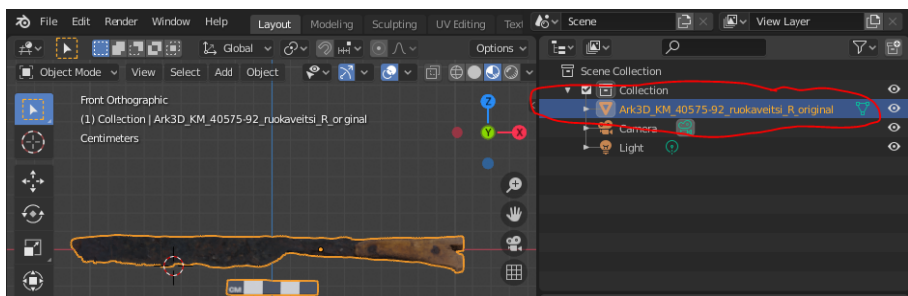 File Edit Render Window Help Layout Modeling Sculpting UV Editing Text Scene View Layer
Global Options
Object Mode View Select Add Object
Front Orthographic
(1) Collection | Ark3D_KM_40575-92_ruokaveitsi_R_orginal
Centimeters
Z
Y X
CM
Scene Collection
Collection
Ark3D_KM_40575-92_ruokaveitsi_R_original
Camera
Light